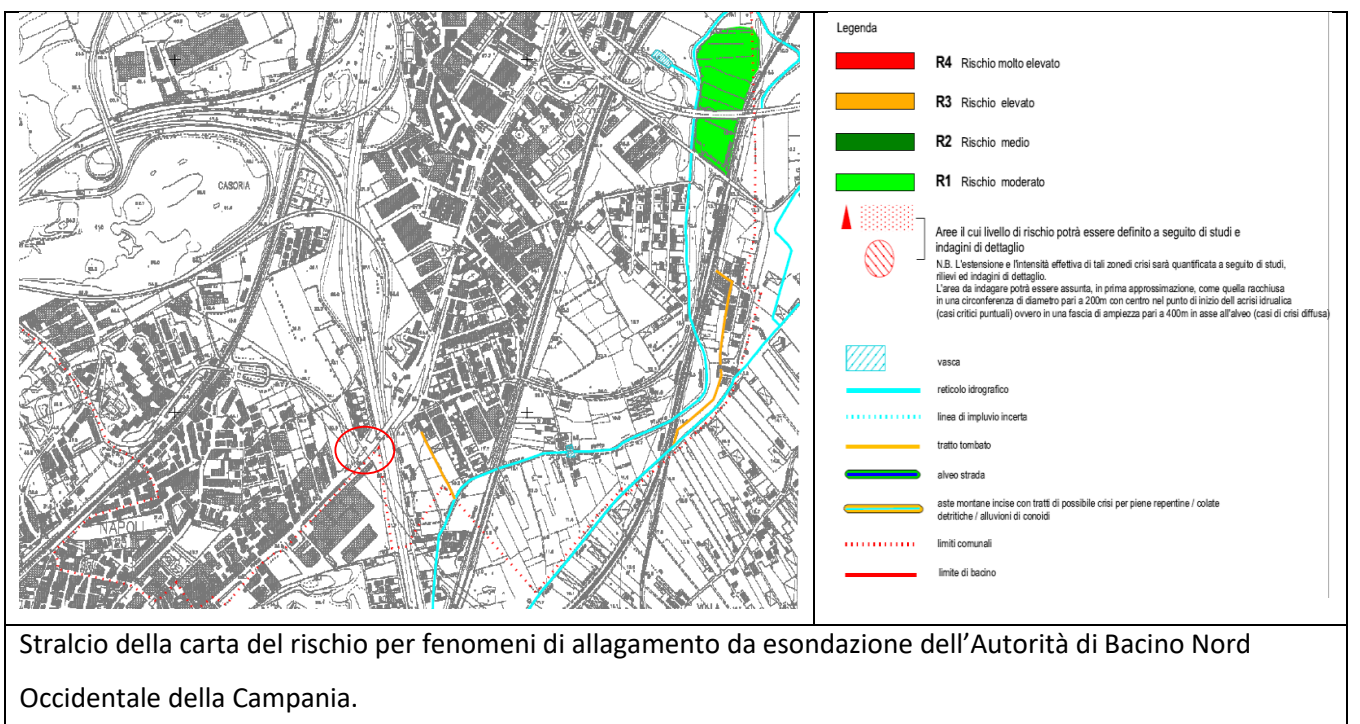 CASORIA
NAPOLI
Legenda
R4 Rischio molto elevato
R3 Rischio elevato
R2 Rischio medio
R1 Rischio moderato
Aree il cui livello di rischio potrà essere definito a seguito di studi e
indagini di dettaglio
N.B. L'estensione e l'intensità effettiva di tali zonedi crisi sarà quantificata a seguito di studi,
rilievi ed indagini di dettaglio.
L'area da indagare potrà essere assunta, in prima approssimazione, come quella racchiusa
in una circonferenza di diametro pari a 200m con centro nel punto di inizio dell acrisi idrualica
(casi critici puntuali) ovvero in una fascia di ampiezza pari a 400m in asse all'alveo (casi di crisi diffusa)
vasca
reticolo idrografico
linea di impluvio incerta
tratto tombato
alveo strada
aste montane incise con tratti di possibile crisi per piene repentine / colate
detritiche / alluvioni di conoidi
limiti comunali
limite di bacino
Stralcio della carta del rischio per fenomeni di allagamento da esondazione dell’Autorità di Bacino Nord
Occidentale della Campania.